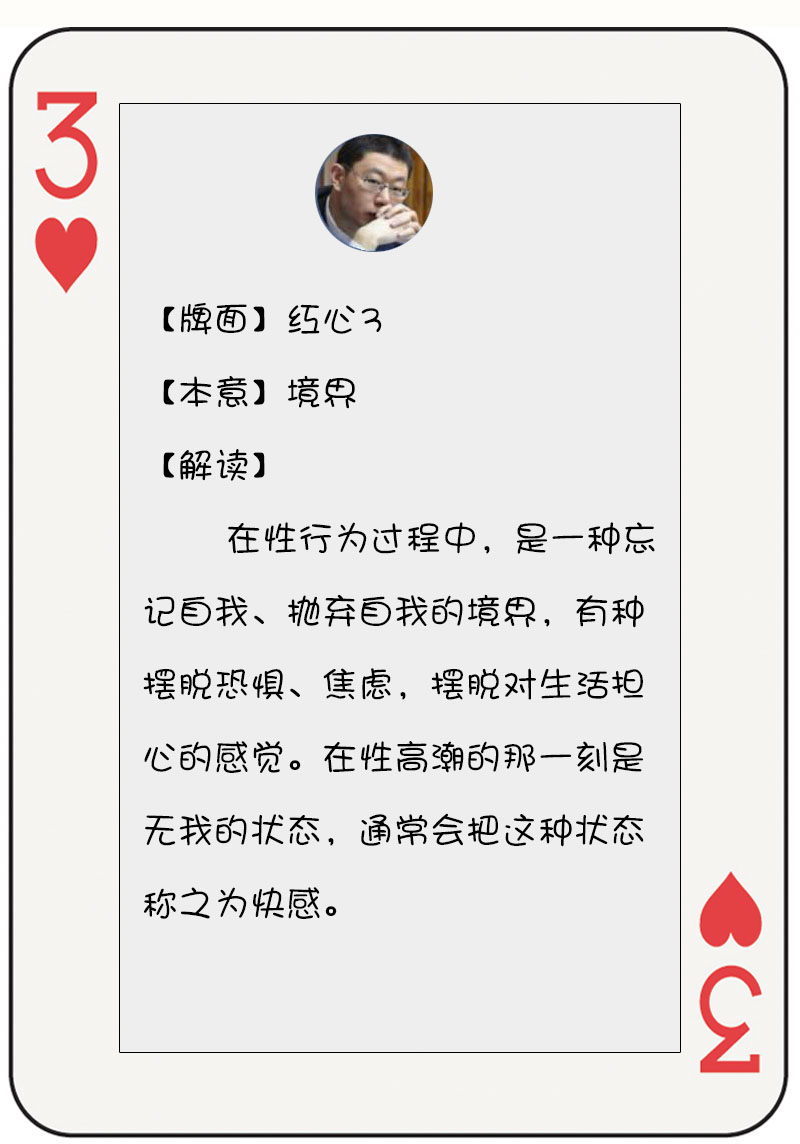 3
【牌面】红心3
【本意】境界
【解读】
在性行为过程中，是一种忘
记自我、抛弃自我的境界，有种
摆脱恐惧、焦虑，摆脱对生活担
心的感觉。在性高潮的那一刻是
无我的状态，通常会把这种状态
称之为快感。
3